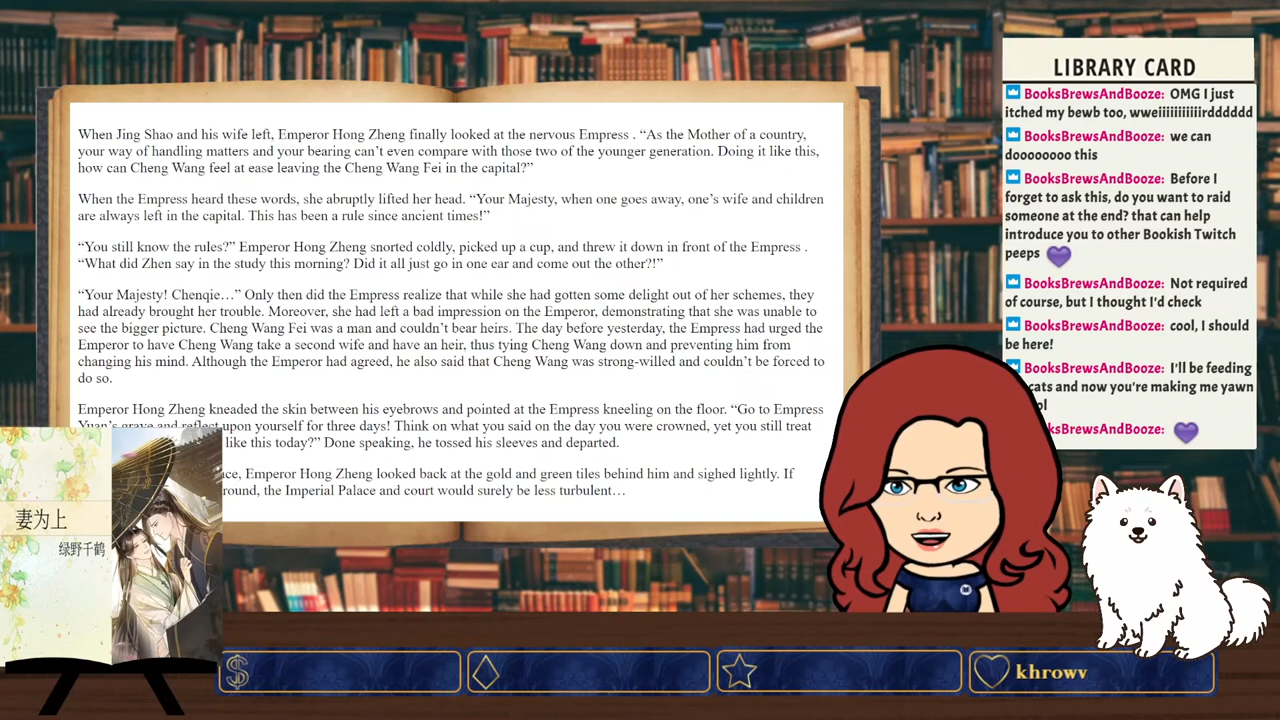 When Jing Shao and his wife left, Emperor Hong Zheng finally looked at the nervous Empress . “As the Mother of a country,
your way of handling matters and your bearing can’t even compare with those two of the younger generation. Doing it like this,
how can Cheng Wang feel at ease leaving the Cheng Wang Fei in the capital?”
When the Empress heard these words, she abruptly lifted her head. “Your Majesty, when one goes away, one’s wife and children
are always left in the capital. This has been a rule since ancient times!”
“You still know the rules?” Emperor Hong Zheng snorted coldly, picked up a cup, and threw it down in front of the Empress .
“What did Zhen say in the study this morning? Did it all just go in one ear and come out the other?!”
“Your Majesty! Chenqie…” Only then did the Empress realize that while she had gotten some delight out of her schemes, they
had already brought her trouble. Moreover, she had left a bad impression on the Emperor, demonstrating that she was unable to
see the bigger picture. Cheng Wang Fei was a man and couldn’t bear heirs. The day before yesterday, the Empress had urged the
Emperor to have Cheng Wang take a second wife and have an heir, thus tying Cheng Wang down and preventing him from
changing his mind. Although the Emperor had agreed, he also said that Cheng Wang was strong-willed and couldn’t be forced to
do so.
Emperor Hong Zheng kneaded the skin between his eyebrows and pointed at the Empress kneeling on the floor. “Go to Empress
Yuan’s grave and reflect upon yourself for three days! Think on what you said on the day you were crowned, yet you still treat
like this today?” Done speaking, he tossed his sleeves and departed.
Emperor Hong Zheng looked back at the gold and green tiles behind him and sighed lightly. If
the Imperial Palace and court would surely be less turbulent…
妻为上
绿野千鹤
LIBRARY CARD
BooksBrewsAndBooze: OMG I just
itched my bewb too, wweiiiiiiiiiirdddddd
BooksBrewsAndBooze: we can
dooooooo this
BooksBrewsAndBooze: Before I
forget to ask this, do you want to raid
someone at the end? that can help
introduce you to other Bookish Twitch
peeps
BooksBrewsAndBooze: Not required
of course, but I thought I'd check
BooksBrewsAndBooze: cool, I should
be here!
BooksBrewsAndBooze: I'll be feeding
cats and now you're making me yawn
BooksBrewsAndBooze:
khrowv